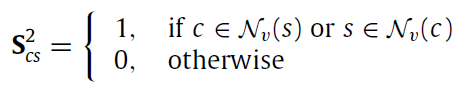 S²_cs = { 1, if c ∈ 𝒩_v(s) or s ∈ 𝒩_v(c)
0, otherwise